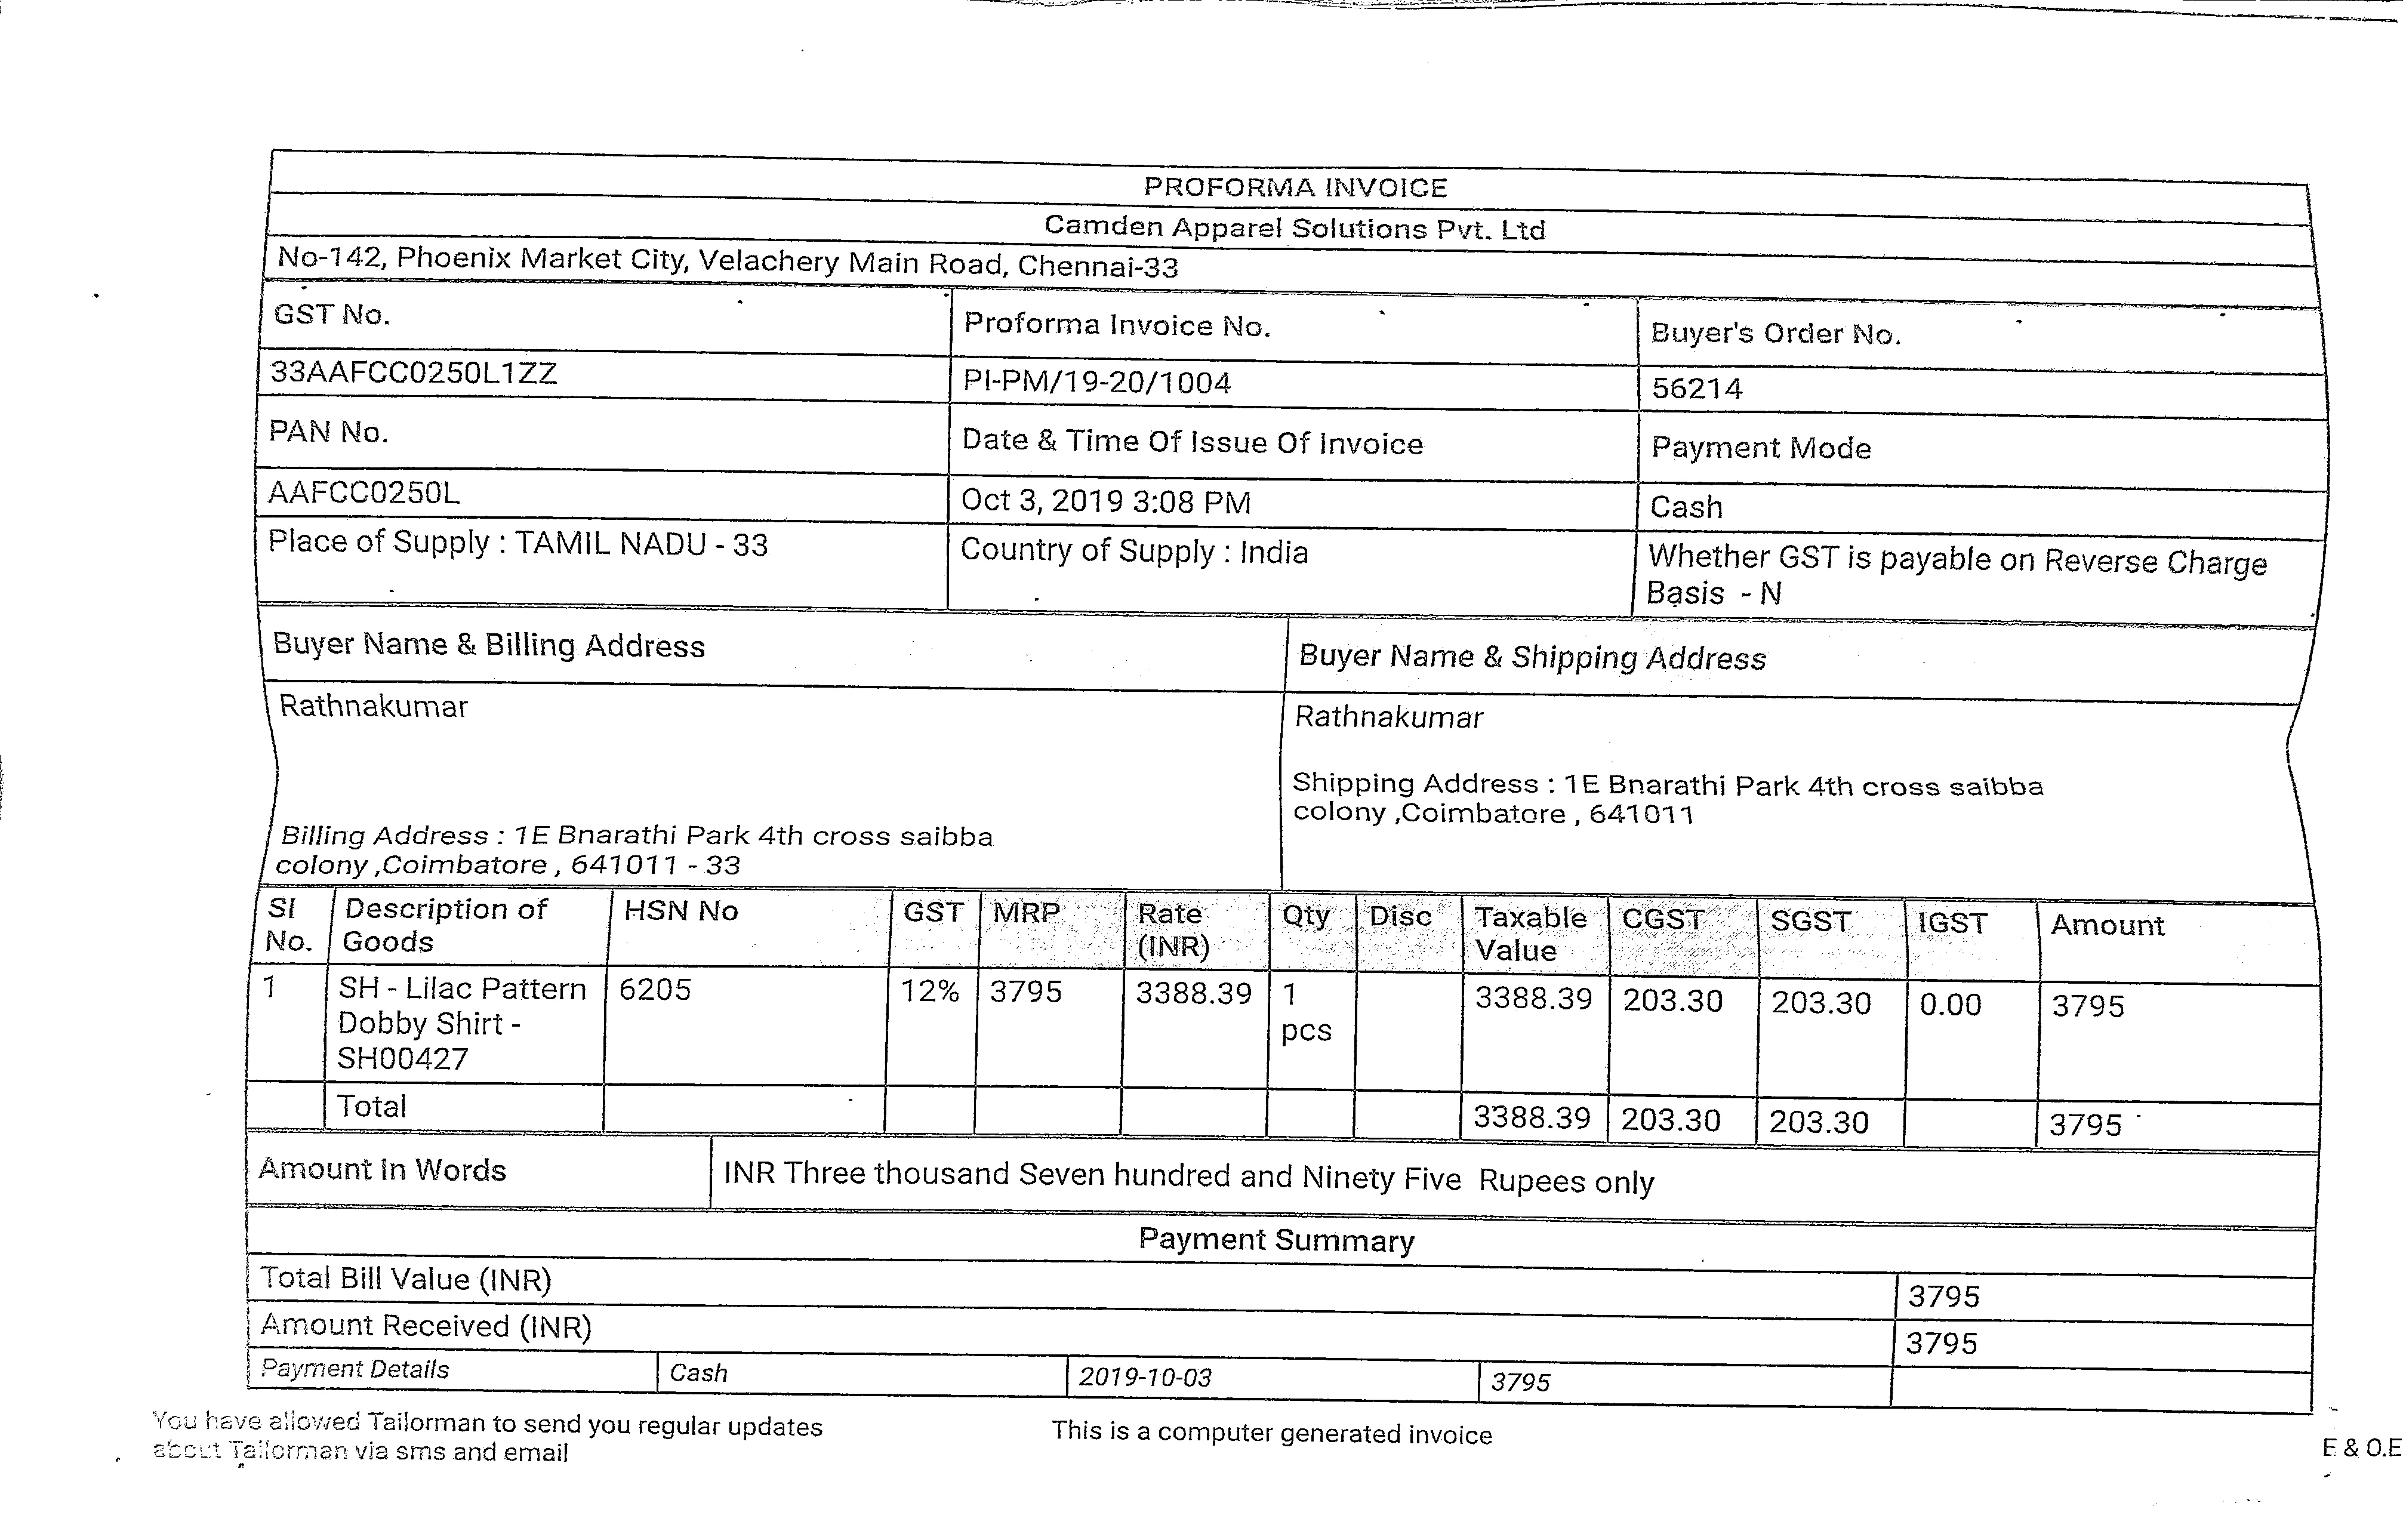 PROFORMA INVOICE
Camden Apparel Solutions Pvt. Ltd
No-142, Phoenix Market City, Velachery Main Road, Chennai-33
GST No. Proforma Invoice No. Buyer's Order No.
33AAFCC0250L1ZZ PI-PM/19-20/1004 56214
PAN No. Date & Time Of Issue Of Invoice Payment Mode
AAFCC0250L Oct 3, 2019 3:08 PM Cash
Place of Supply : TAMIL NADU - 33 Country of Supply : India Whether GST is payable on Reverse Charge
Basis - N
Buyer Name & Billing Address Buyer Name & Shipping Address
Rathnakumar Rathnakumar
Shipping Address : 1E Bnarathi Park 4th cross saibba
colony ,Coimbatore , 641011
Billing Address : 1E Bnarathi Park 4th cross saibba
colony ,Coimbatore , 641011 - 33
SI Description of HSN No GST MRP Rate Qty Disc Taxable CGST SGST IGST Amount
No. Goods (INR) Value
1 SH - Lilac Pattern 6205 12% 3795 3388.39 1 3388.39 203.30 203.30 0.00 3795
Dobby Shirt - pcs
SH00427
Total 3388.39 203.30 203.30 3795
Amount In Words INR Three thousand Seven hundred and Ninety Five Rupees only
Payment Summary
Total Bill Value (INR) 3795
Amount Received (INR) 3795
Payment Details Cash 2019-10-03 3795
You have allowed Tailorman to send you regular updates This is a computer generated invoice
about Tailorman via sms and email E & O.E